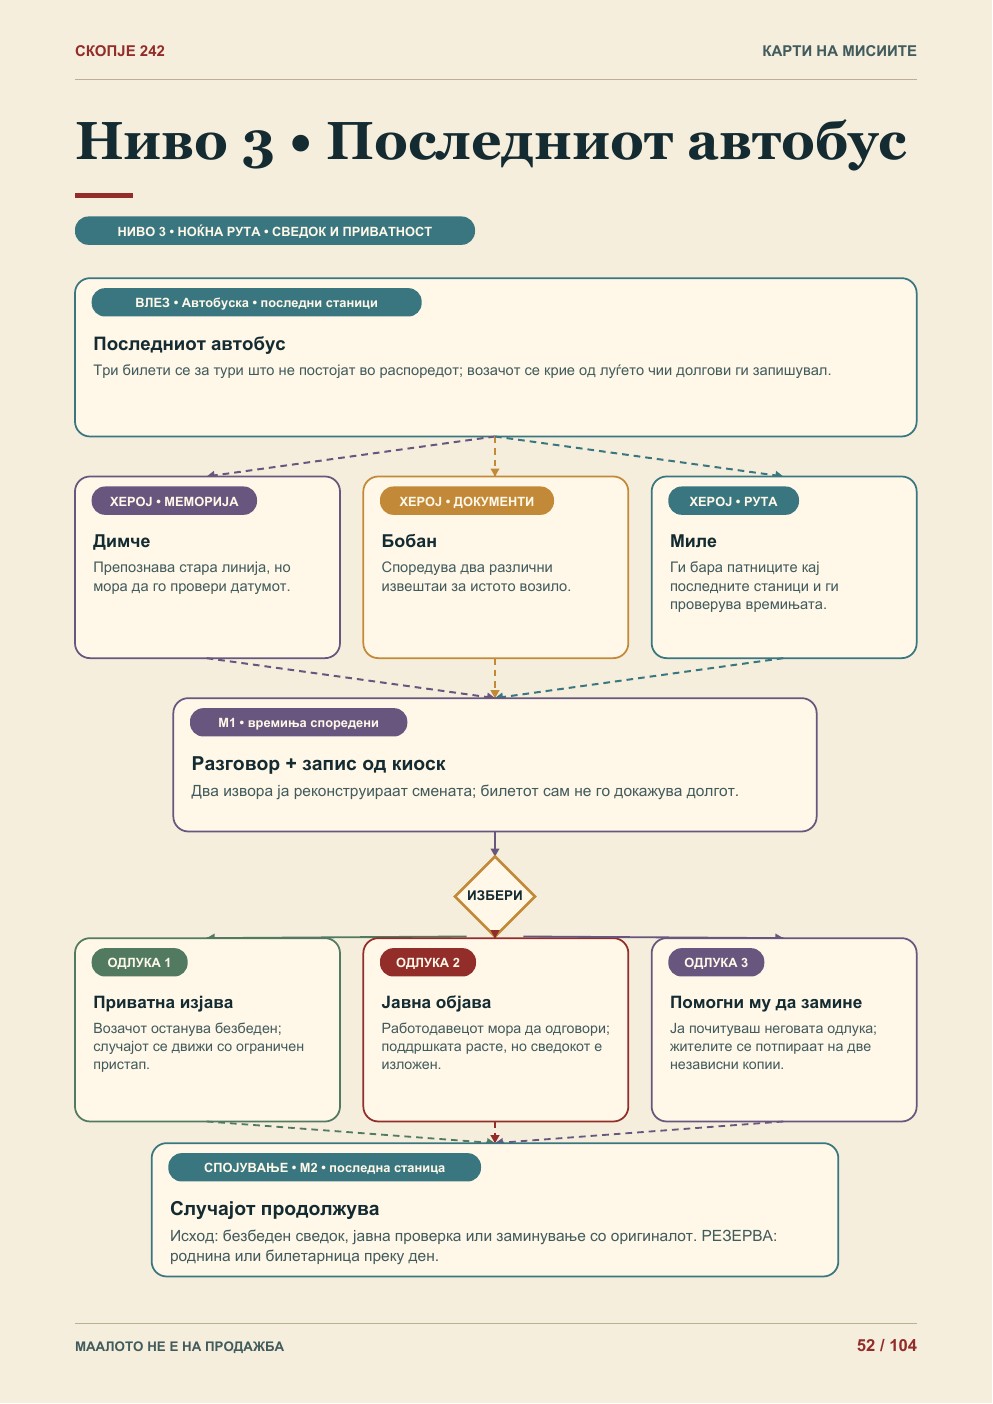 СКОПЈЕ 242
КАРТИ НА МИСИИТЕ
Ниво 3 • Последниот автобус
НИВО 3 • НОЌНА РУТА • СВЕДОК И ПРИВАТНОСТ
ВЛЕЗ • Автобуска • последни станици
Последниот автобус
Три билети се за тури што не постојат во распоредот; возачот се крие од луѓето чии долгови ги запишувал.
ХЕРОЈ • МЕМОРИЈА
Димче
Препознава стара линија, но
мора да го провери датумот.
ХЕРОЈ • ДОКУМЕНТИ
Бобан
Споредува два различни
извештаи за истото возило.
ХЕРОЈ • РУТА
Миле
Ги бара патниците кај
последните станици и ги
проверува времињата.
М1 • времиња споредени
Разговор + запис од киоск
Два извора ја реконструираат смената; билетот сам не го докажува долгот.
ИЗБЕРИ
ОДЛУКА 1
Приватна изјава
Возачот останува безбеден;
случајот се движи со ограничен
пристап.
ОДЛУКА 2
Јавна објава
Работодавецот мора да одговори;
поддршката расте, но сведокот е
изложен.
ОДЛУКА 3
Помогни му да замине
Ја почитуваш неговата одлука;
жителите се потпираат на две
независни копии.
СПОЈУВАЊЕ • М2 • последна станица
Случајот продолжува
Исход: безбеден сведок, јавна проверка или заминување со оригиналот. РЕЗЕРВА:
роднина или билетарница преку ден.
МААЛОТО НЕ Е НА ПРОДАЖБА
52 / 104